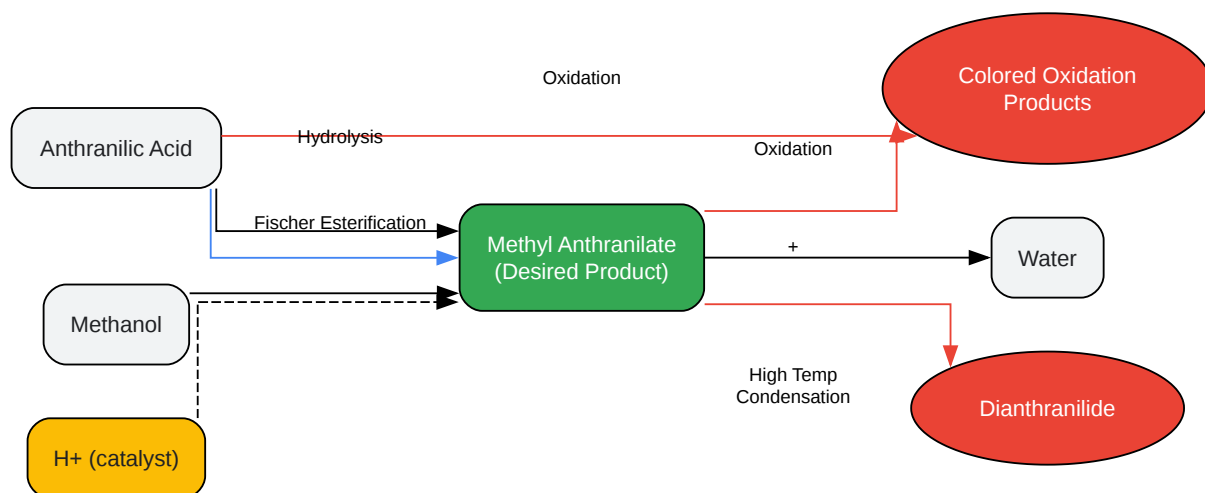 Oxidation
Colored Oxidation
Products
Anthranilic Acid
Hydrolysis
Oxidation
Fischer Esterification
Methyl Anthranilate
(Desired Product)
+
Water
Methanol
High Temp
Condensation
Dianthranilide
H+ (catalyst)